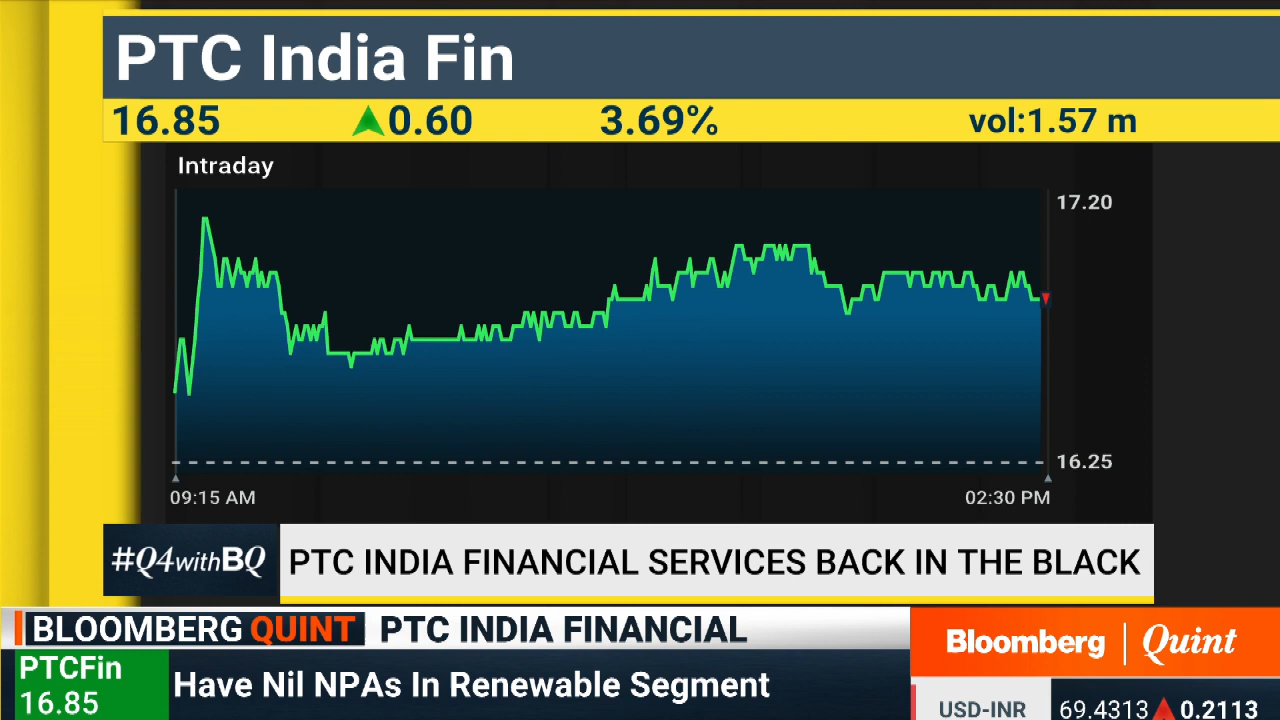 PTC India Fin
16.85 ▲0.60 3.69% vol:1.57 m
Intraday
17.20
16.25
09:15 AM 02:30 PM
#Q4withBQ PTC INDIA FINANCIAL SERVICES BACK IN THE BLACK
BLOOMBERG QUINT PTC INDIA FINANCIAL
Bloomberg | Quint
PTCFin
16.85
Have Nil NPAs In Renewable Segment
USD-INR 69.4313 ▲0.2113